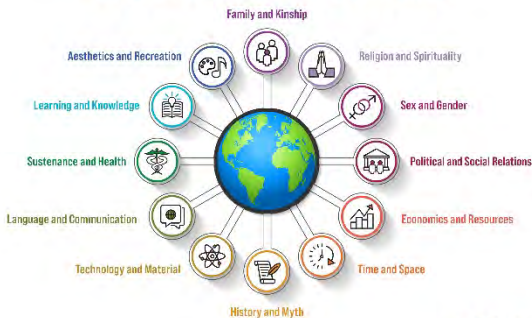 Family and Kinship
Aesthetics and Recreation
Religion and Spirituality
Learning and Knowledge
Sex and Gender
Sustenance and Health
Political and Social Relations
Language and Communication
Economics and Resources
Technology and Material
Time and Space
History and Myth